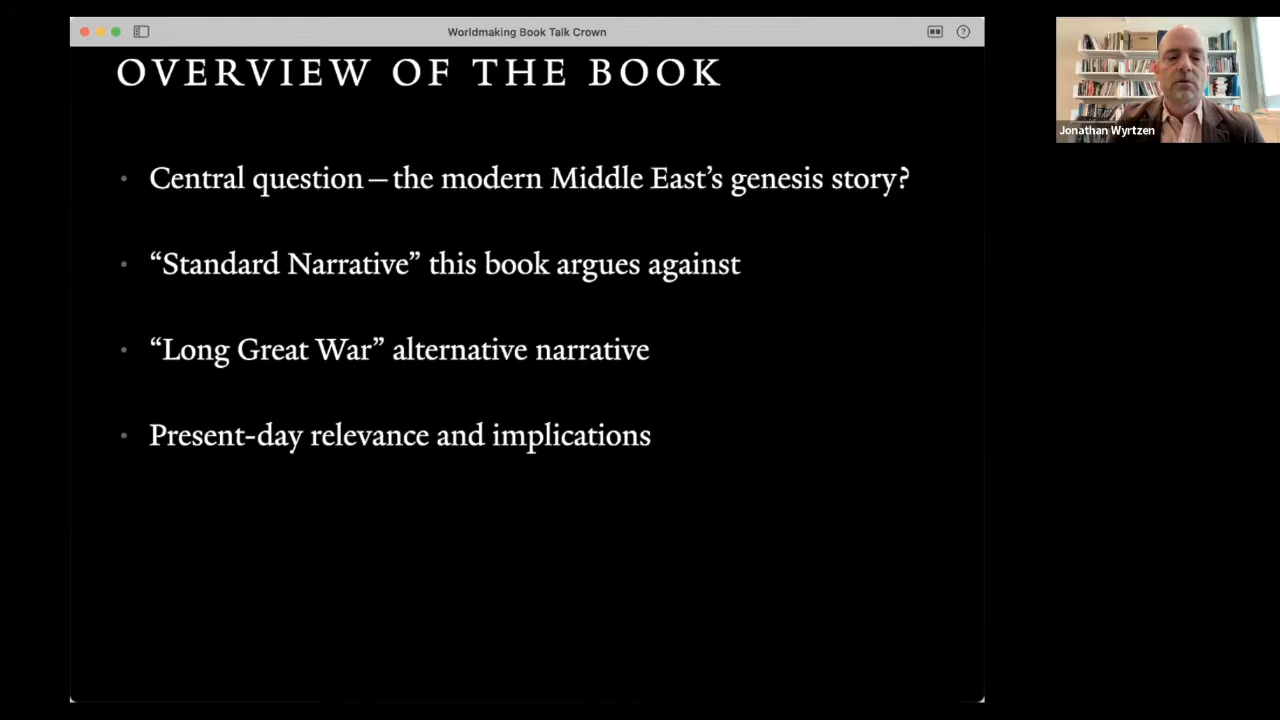 Worldmaking Book Talk Crown
OVERVIEW OF THE BOOK
• Central question—the modern Middle East’s genesis story?
• “Standard Narrative” this book argues against
• “Long Great War” alternative narrative
• Present-day relevance and implications
Jonathan Wyrtzen